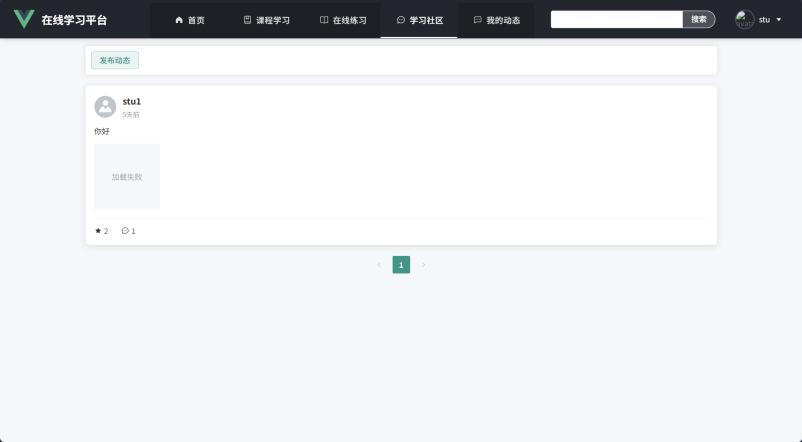 在线学习平台
首页
课程学习
在线练习
学习社区
我的动态
搜索
stu
发布动态
stu1
5天前
你好
加载失败
2
1
1